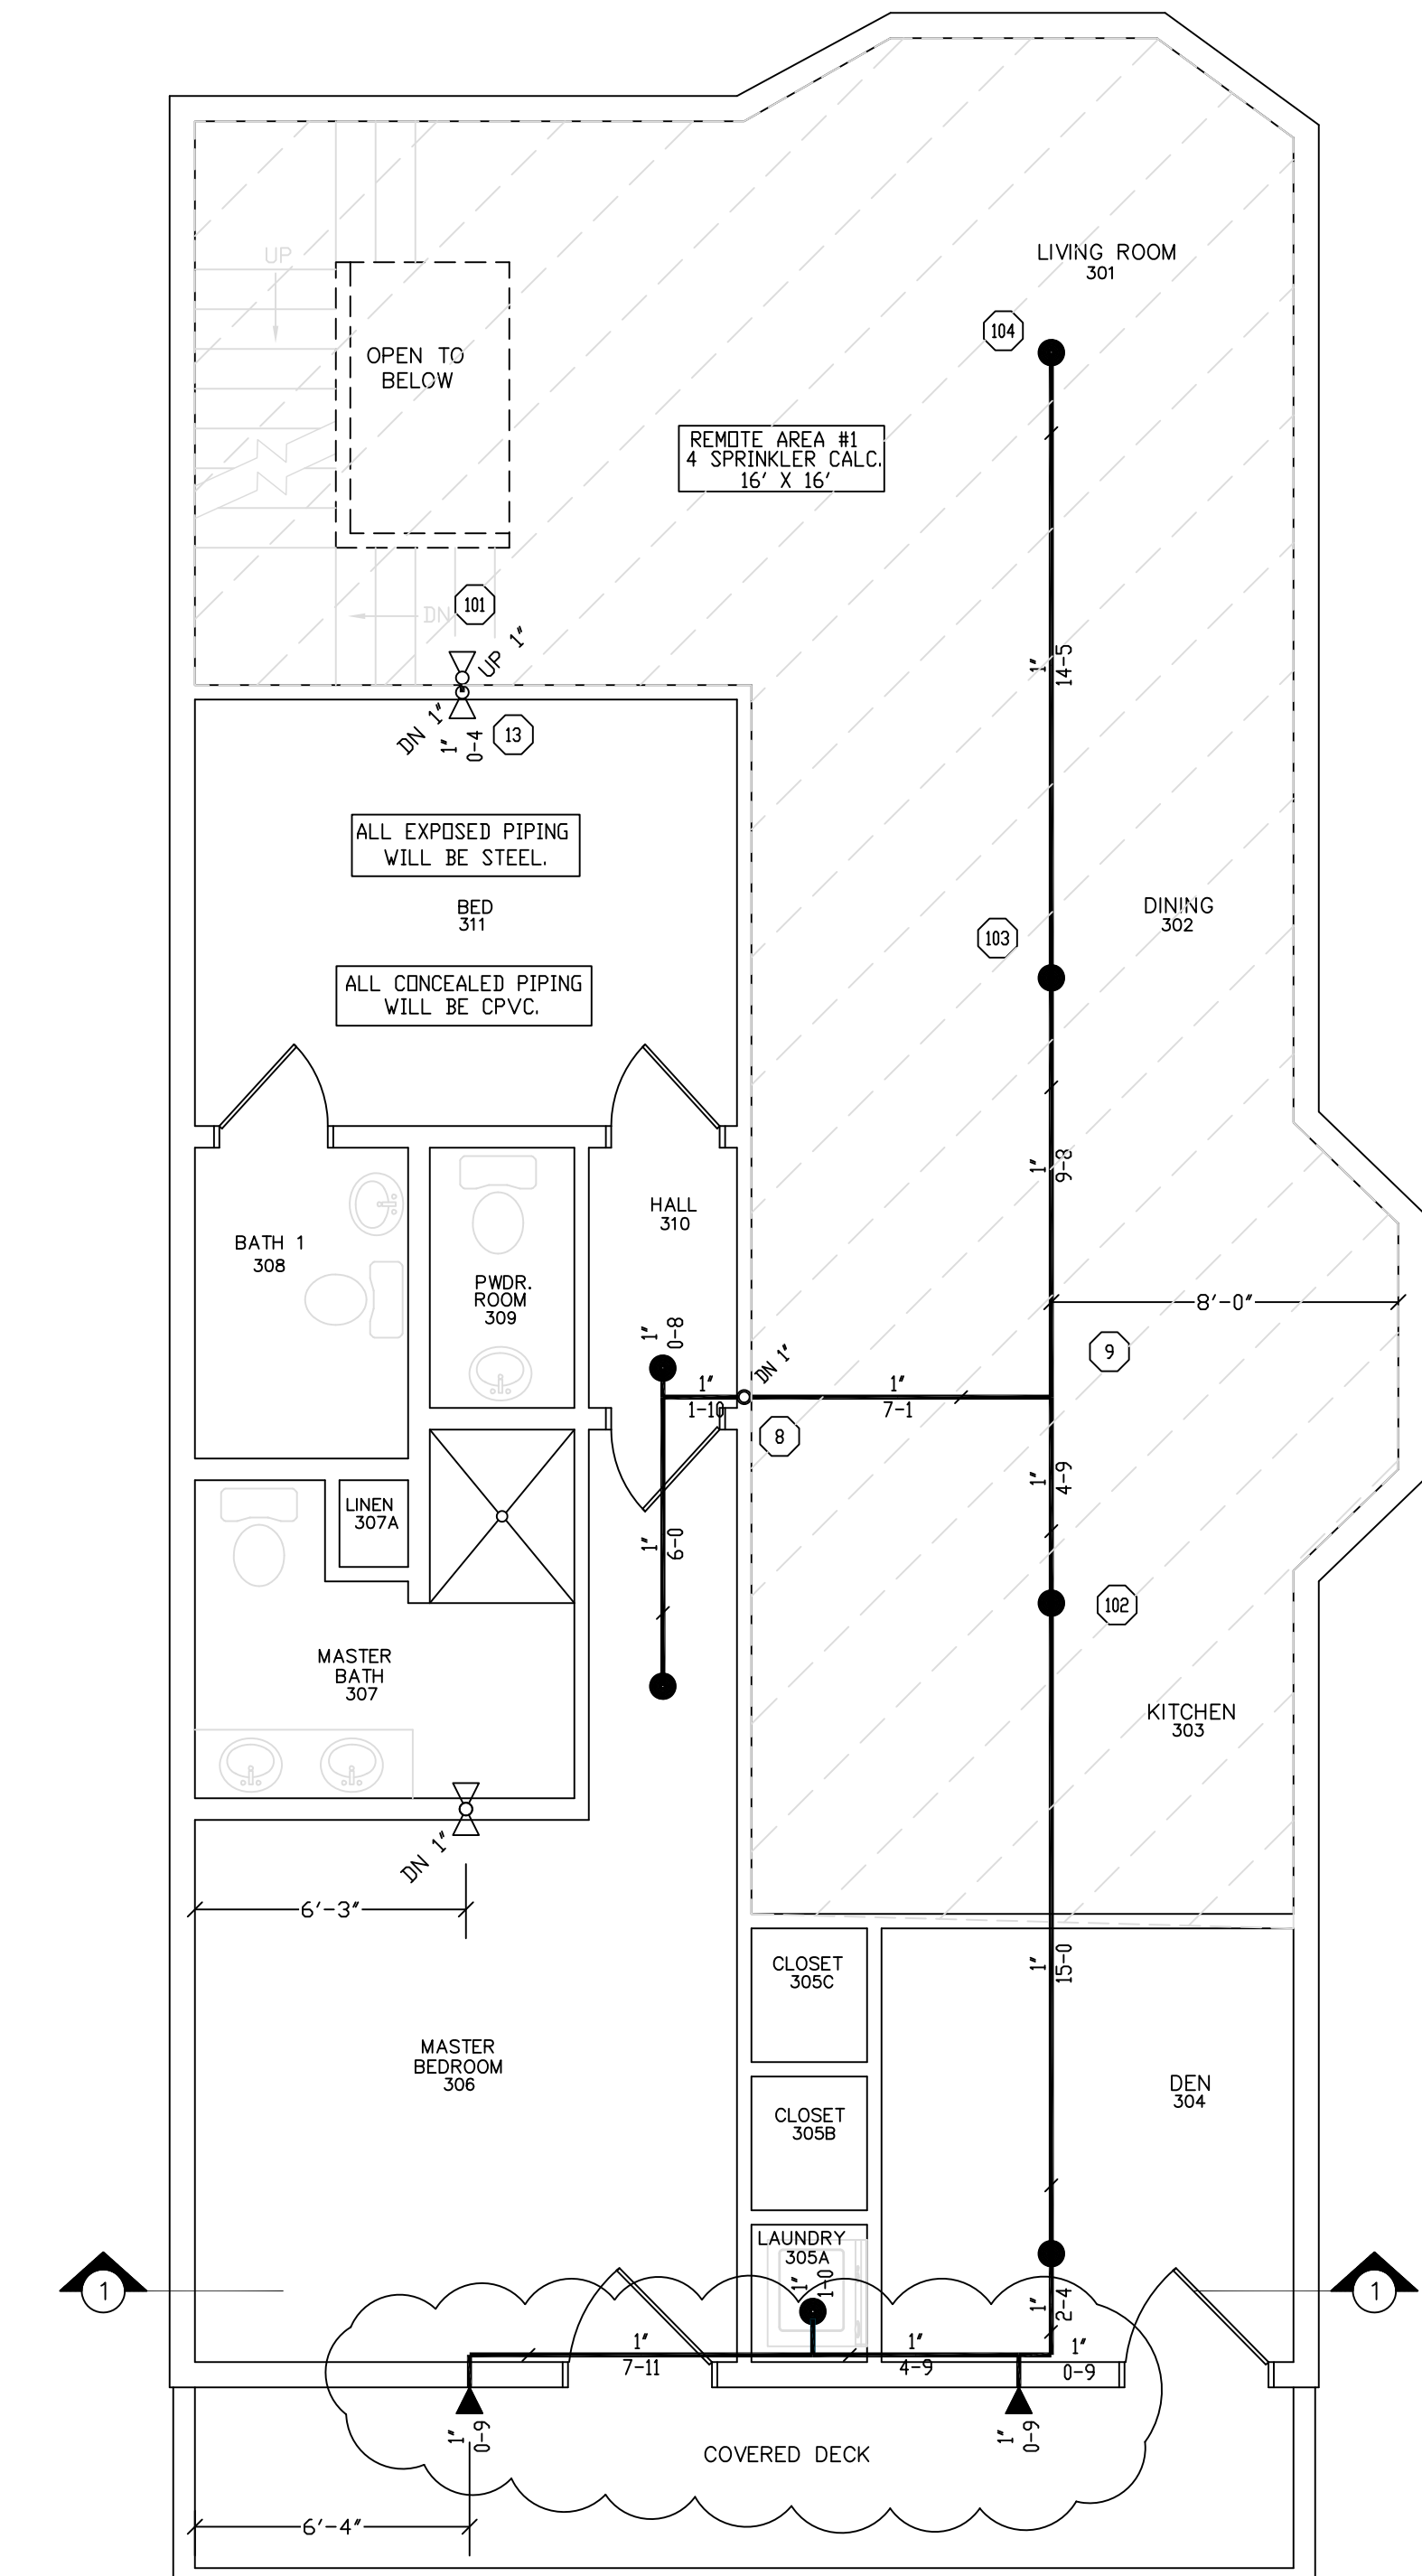 LIVING ROOM
301
UP
104
OPEN TO
BELOW
REMOTE AREA #1
4 SPRINKLER CALC.
16' X 16'
101
DN
UP 1"
1"
14-5
DN 1"
1"
0-4
13
ALL EXPOSED PIPING
WILL BE STEEL.
BED
311
DINING
302
103
ALL CONCEALED PIPING
WILL BE CPVC.
1"
9-8
HALL
310
BATH 1
308
PWDR.
ROOM
309
8'-0"
1"
0-8
DN 1"
9
1"
1-10
1"
7-1
8
1"
4-9
LINEN
307A
1"
6-0
102
MASTER
BATH
307
KITCHEN
303
DN 1"
6'-3"
1"
15-0
CLOSET
305C
MASTER
BEDROOM
306
DEN
304
CLOSET
305B
LAUNDRY
305A
1"
1-0
1
1
1"
2-4
1"
7-11
1"
4-9
1"
0-9
1"
0-9
1"
0-9
COVERED DECK
6'-4"